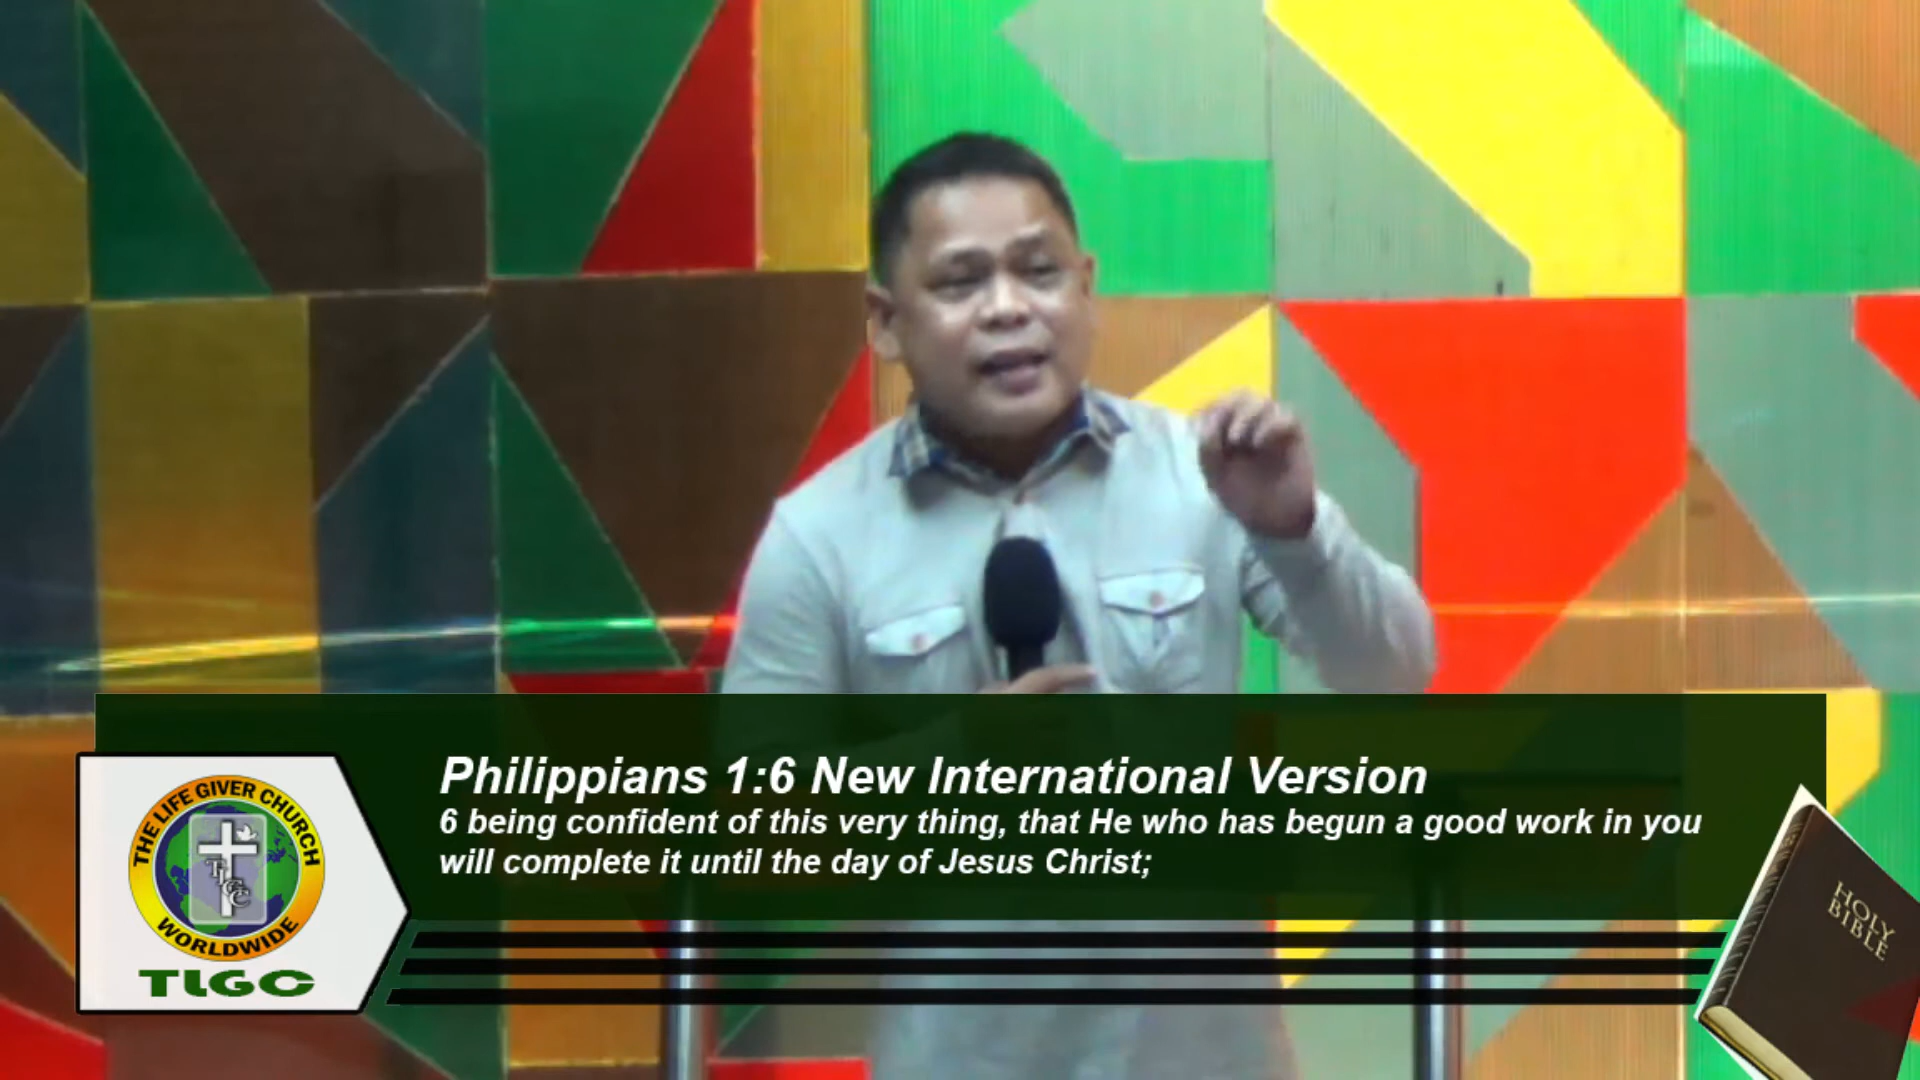 Philippians 1:6 New International Version
6 being confident of this very thing, that He who has begun a good work in you
will complete it until the day of Jesus Christ;
THE LIFE GIVER CHURCH
TLGC
WORLDWIDE
TLGC
HOLY
BIBLE